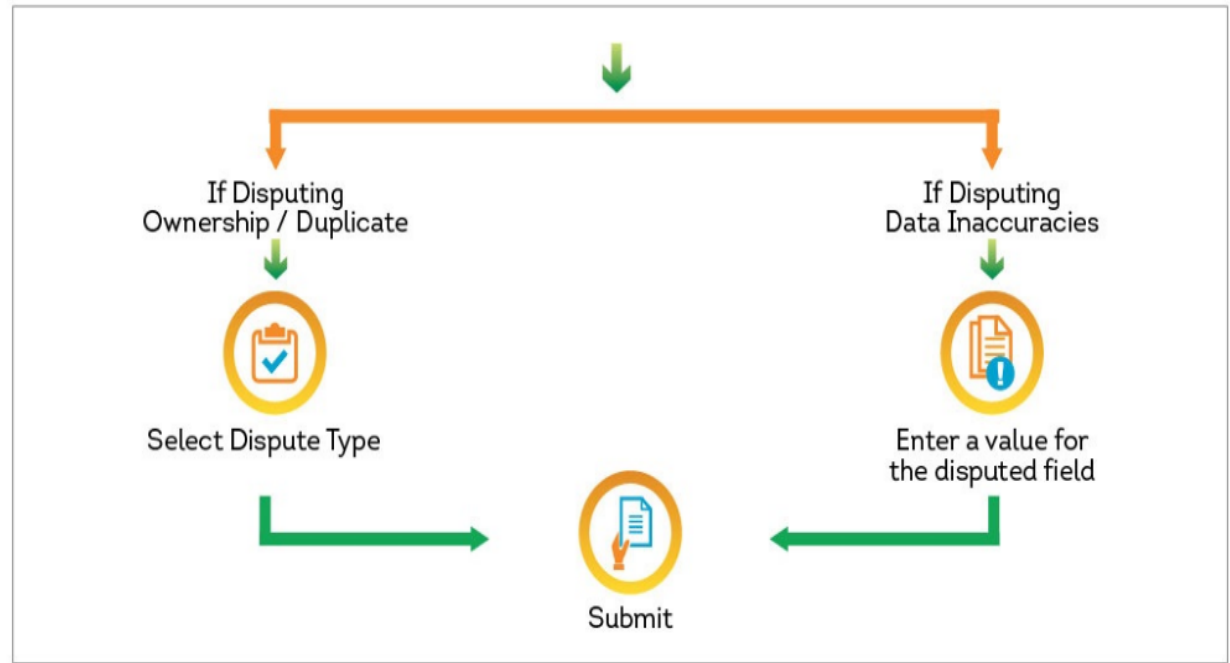 If Disputing
Ownership / Duplicate
If Disputing
Data Inaccuracies
Select Dispute Type
Enter a value for
the disputed field
Submit